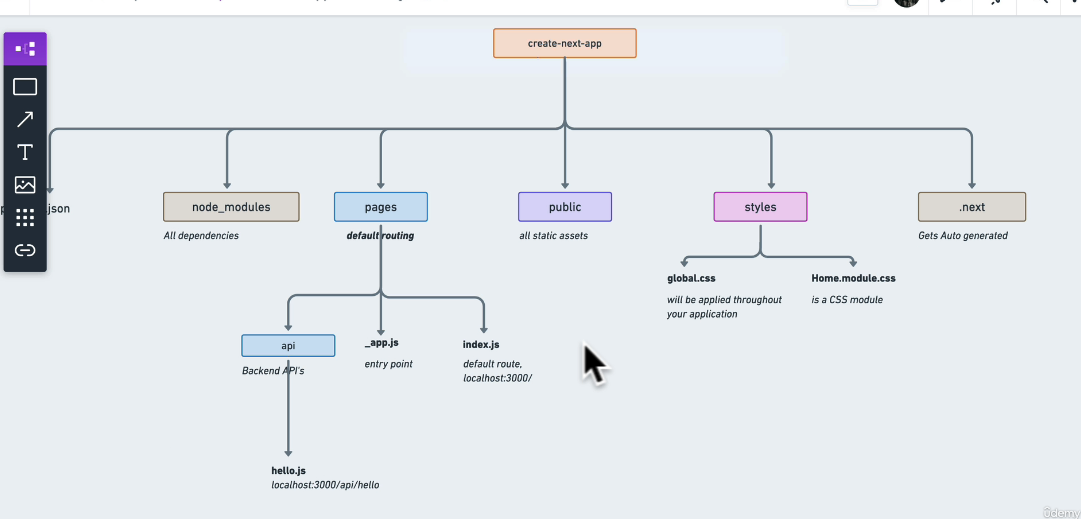 create-next-app
json
node_modules
All dependencies
pages
default routing
public
all static assets
styles
.next
Gets Auto generated
global.css
will be applied throughout
your application
Home.module.css
is a CSS module
api
Backend API's
_app.js
entry point
index.js
default route,
localhost:3000/
hello.js
localhost:3000/api/hello
T
ûdemy